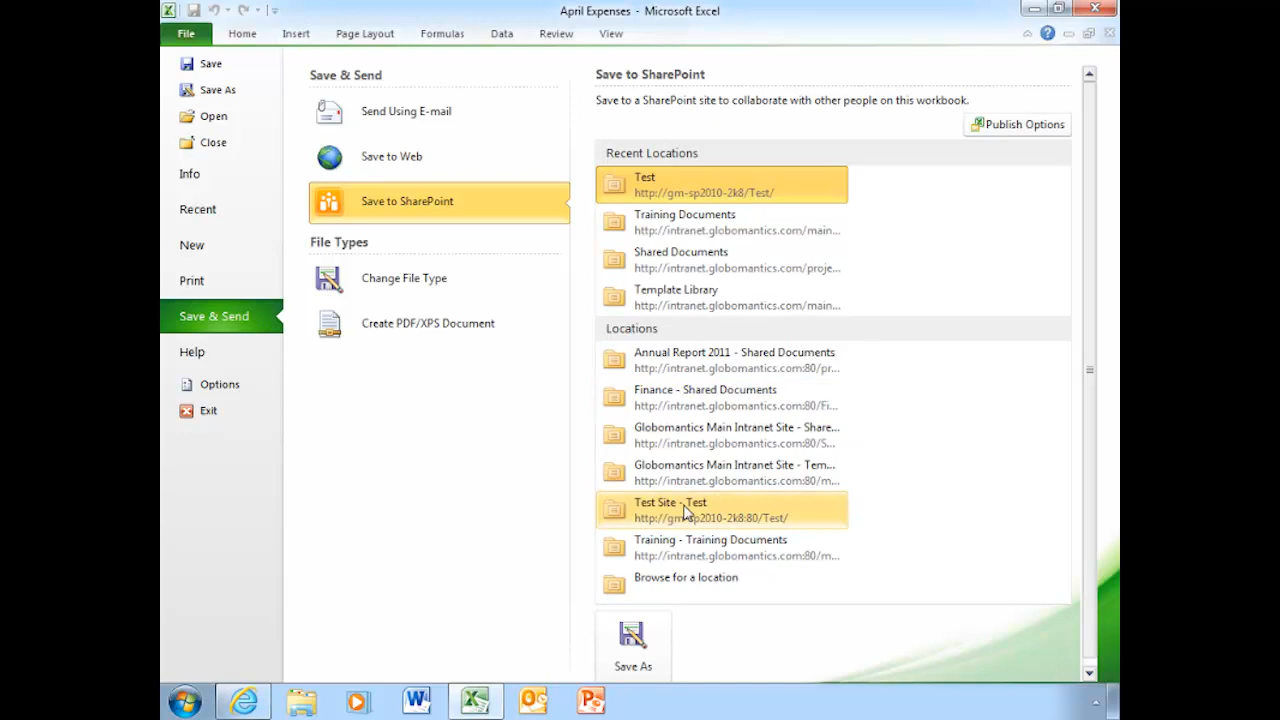 April Expenses - Microsoft Excel
File Home Insert Page Layout Formulas Data Review View
Save
Save As
Open
Close
Info
Recent
New
Print
Save & Send
Help
Options
Exit
Save & Send
Send Using E-mail
Save to Web
Save to SharePoint
File Types
Change File Type
Create PDF/XPS Document
Save to SharePoint
Save to a SharePoint site to collaborate with other people on this workbook.
Publish Options
Recent Locations
Test
http://gm-sp2010-2k8/Test/
Training Documents
http://intranet.globomantics.com/main...
Shared Documents
http://intranet.globomantics.com/proje...
Template Library
http://intranet.globomantics.com/main...
Locations
Annual Report 2011 - Shared Documents
http://intranet.globomantics.com:80/pr...
Finance - Shared Documents
http://intranet.globomantics.com:80/Fi...
Globomantics Main Intranet Site - Share...
http://intranet.globomantics.com:80/S...
Globomantics Main Intranet Site - Tem...
http://intranet.globomantics.com:80/m...
Test Site - Test
http://gm-sp2010-2k8:80/Test/
Training - Training Documents
http://intranet.globomantics.com:80/m...
Browse for a location
Save As